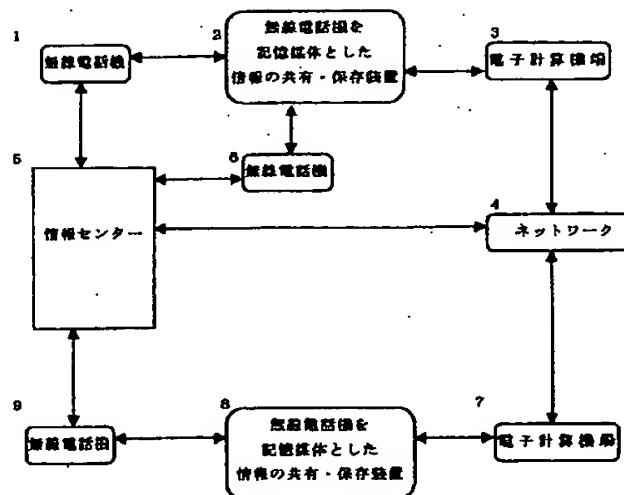 1
無線電話機
2
無線電話機を
記憶媒体とした
情報の共有・保存装置
3
電子計算機端
5
情報センター
6
無線電話機
4
ネットワーク
9
無線電話機
8
無線電話機を
記憶媒体とした
情報の共有・保存装置
7
電子計算機端